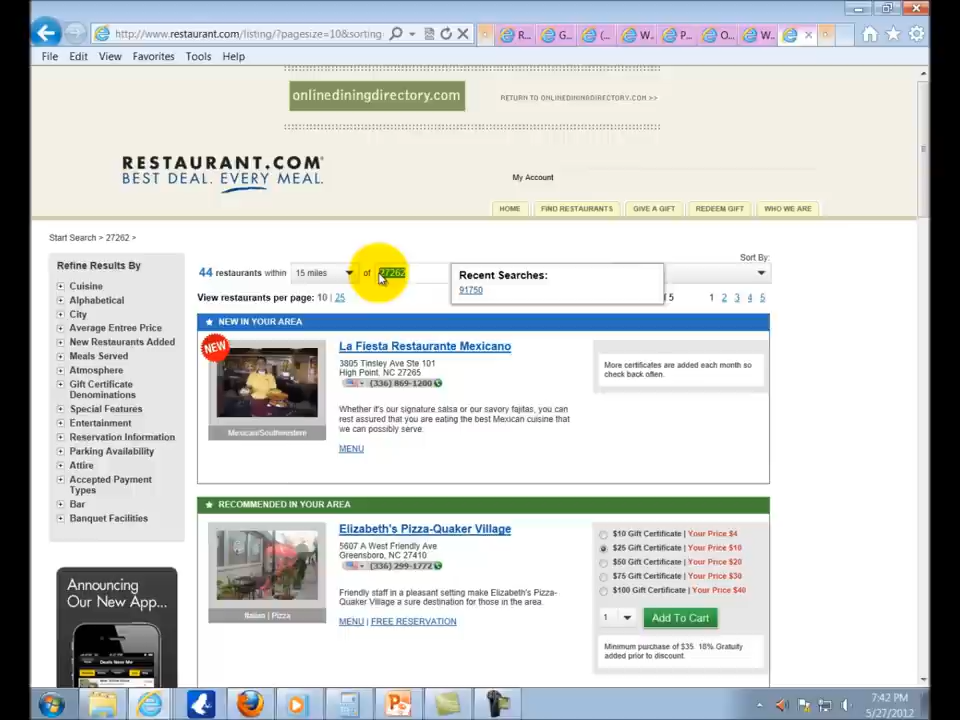 http://www.restaurant.com/listing/?pagesize=10&sorting
R...
G...
(...
W...
P...
O...
W...
File Edit View Favorites Tools Help
onlinediningdirectory.com
RETURN TO ONLINEDININGDIRECTORY.COM >>
RESTAURANT.COM
BEST DEAL. EVERY MEAL.
My Account
HOME FIND RESTAURANTS GIVE A GIFT REDEEM GIFT WHO WE ARE
Start Search > 27262 >
Refine Results By
Cuisine
Alphabetical
City
Average Entree Price
New Restaurants Added
Meals Served
Atmosphere
Gift Certificate
Denominations
Special Features
Entertainment
Reservation Information
Parking Availability
Attire
Accepted Payment
Types
Bar
Banquet Facilities
Announcing
Our New App...
Sort By:
44 restaurants within 15 miles of 27262
Recent Searches:
91750
View restaurants per page: 10 | 25
of 5 1 2 3 4 5
NEW IN YOUR AREA
NEW
La Fiesta Restaurante Mexicano
3805 Tinsley Ave Ste 101
High Point, NC 27265
(336) 869-1200
Whether it's our signature salsa or our savory fajitas, you can
rest assured that you are eating the best Mexican cuisine that
we can possibly serve.
MENU
Mexican/Southwestern
More certificates are added each month so
check back often.
RECOMMENDED IN YOUR AREA
Elizabeth's Pizza-Quaker Village
5607 A West Friendly Ave
Greensboro, NC 27410
(336) 299-1772
Friendly staff in a pleasant setting make Elizabeth's Pizza-
Quaker Village a sure destination for those in the area.
MENU | FREE RESERVATION
Italian | Pizza
$10 Gift Certificate | Your Price $4
$25 Gift Certificate | Your Price $10
$50 Gift Certificate | Your Price $20
$75 Gift Certificate | Your Price $30
$100 Gift Certificate | Your Price $40
1 Add To Cart
Minimum purchase of $35. 18% Gratuity
added prior to discount.
7:42 PM
5/27/2012